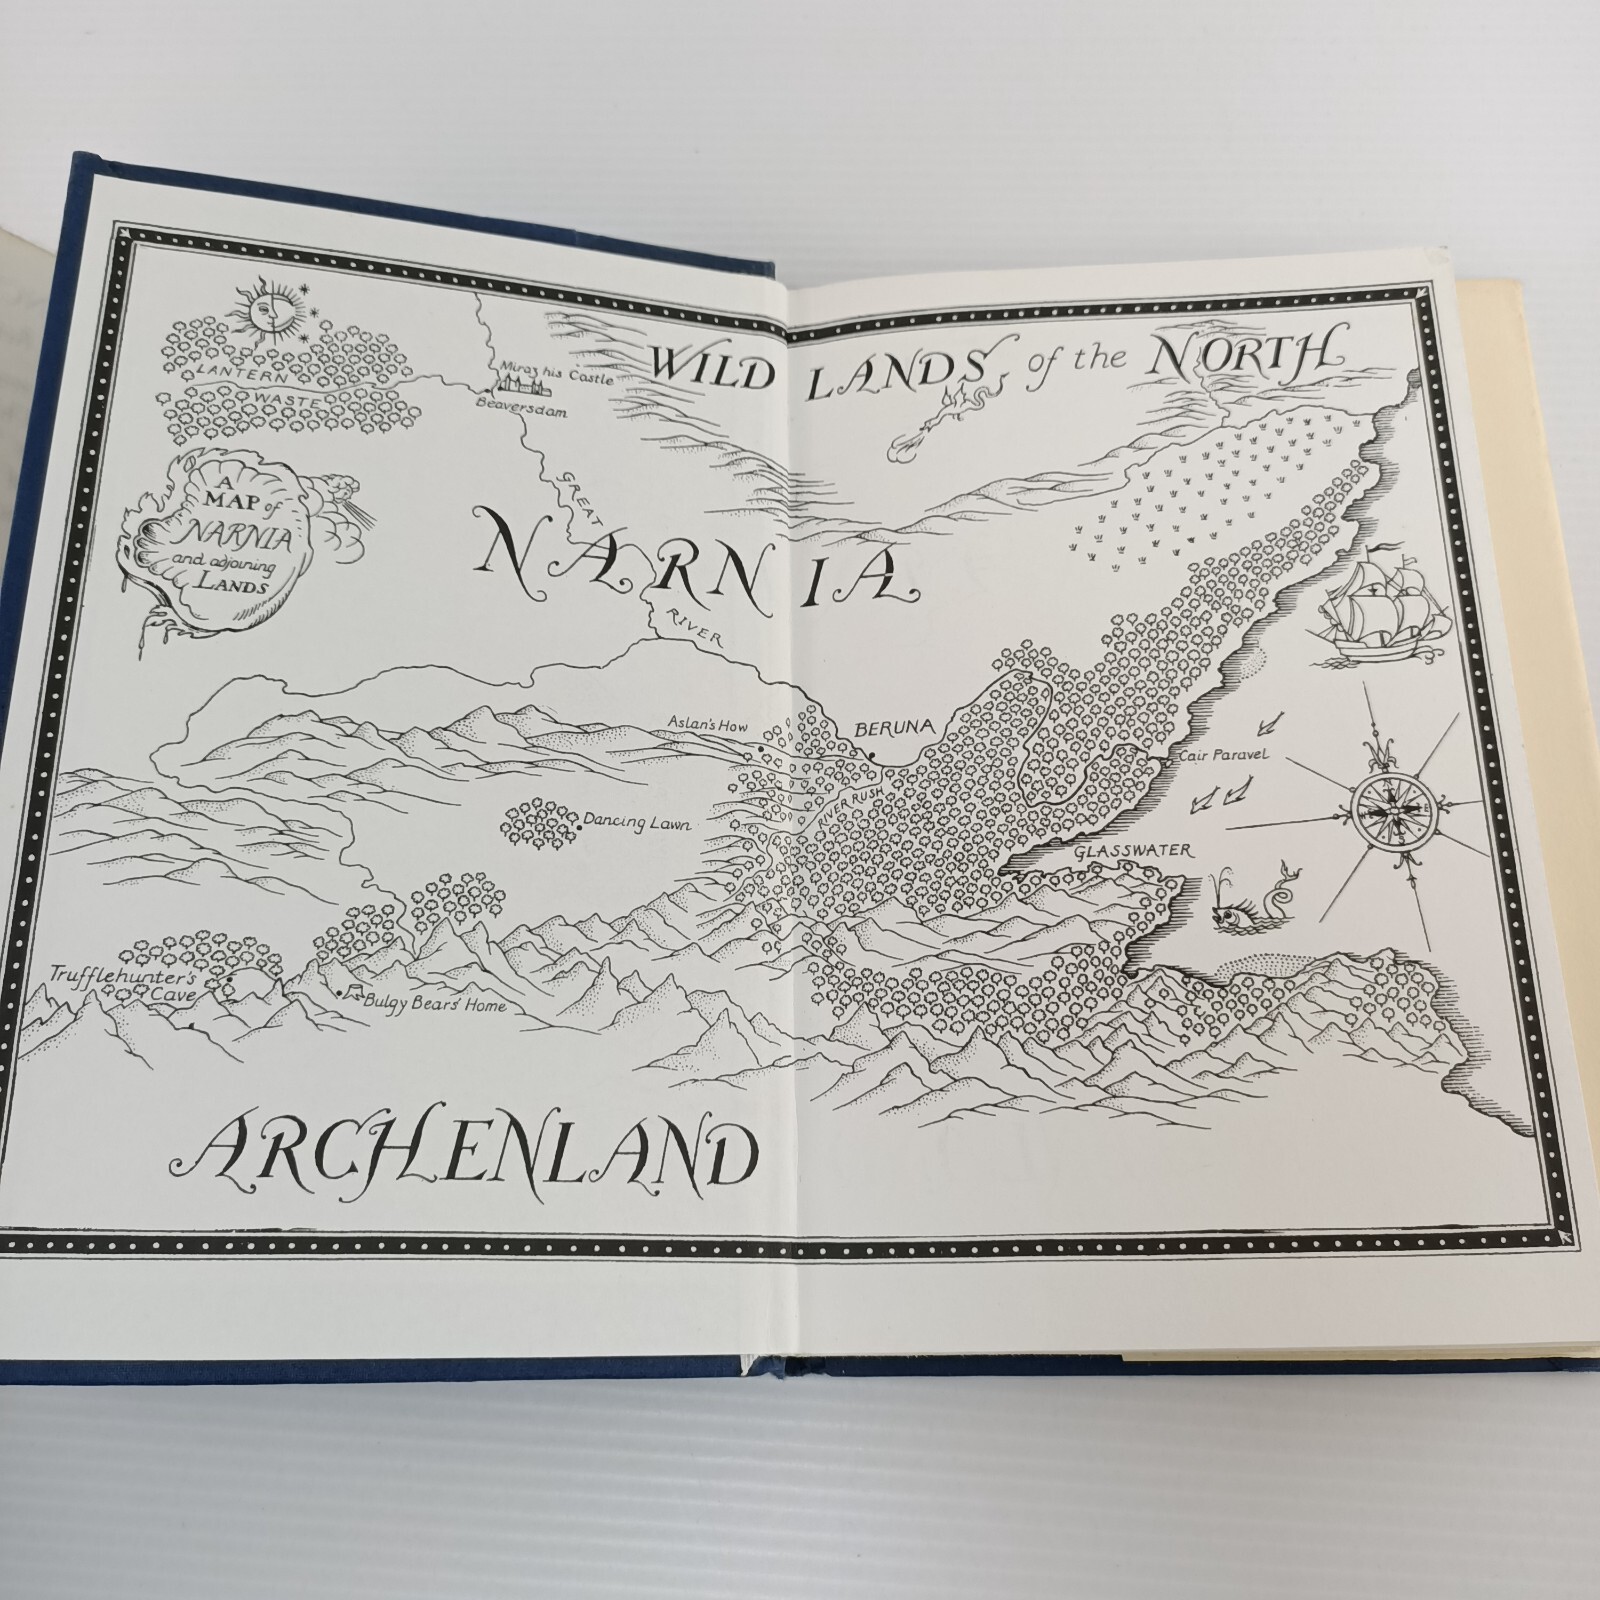 WILD LANDS of the NORTH
LANTERN
WASTE
Miraz his Castle
Beaversdam
A
MAP of
NARNIA
and adjoining
LANDS
GREAT
RIVER
NARNIA
Aslan's How
BERUNA
Cair Paravel
RIVER RUSH
Dancing Lawn
GLASSWATER
Trufflehunter's
Cave
Bulgy Bears' Home
ARCHENLAND